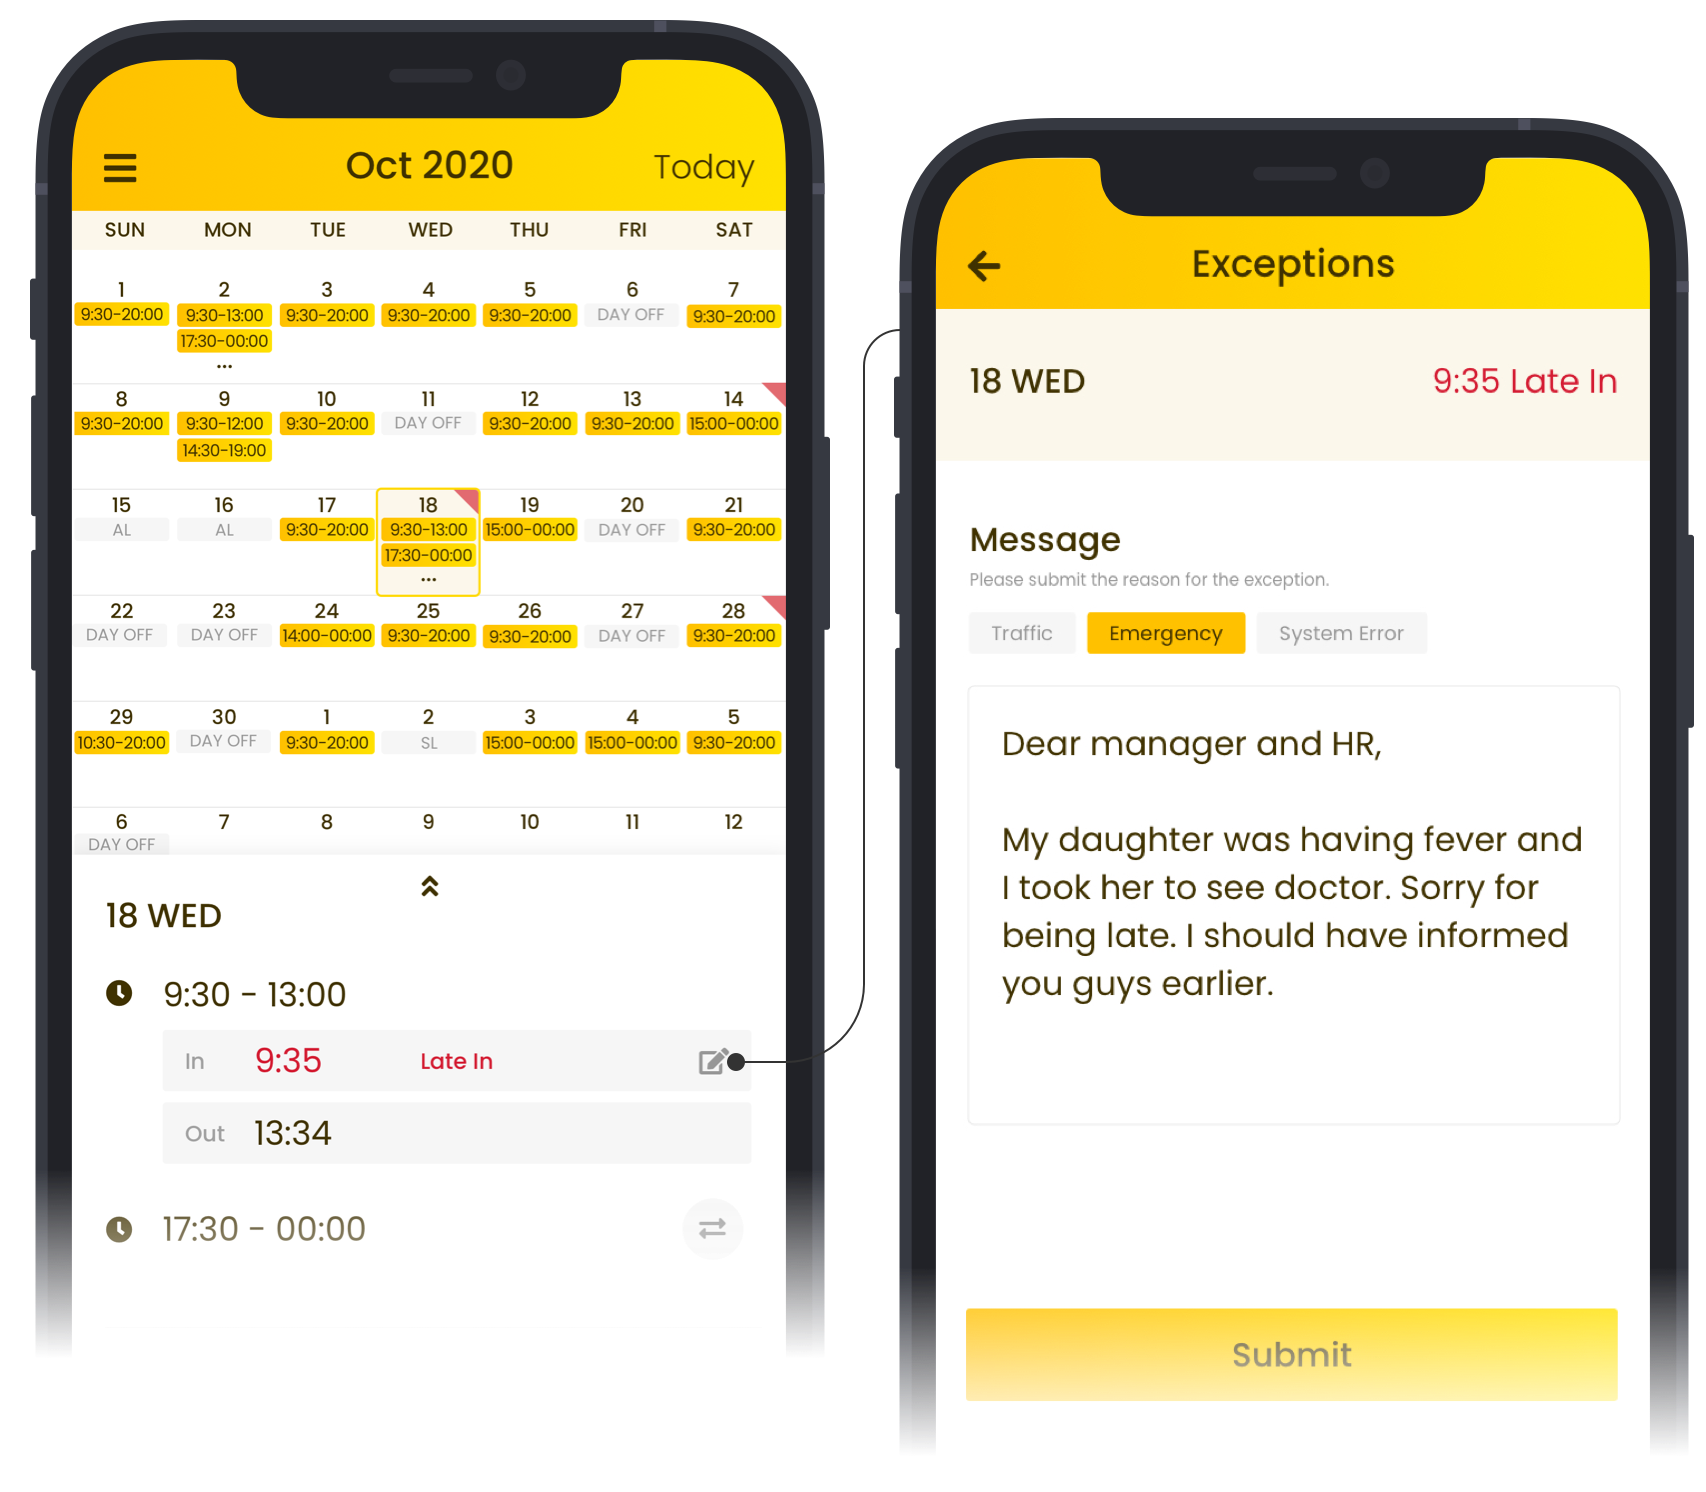 Oct 2020
Today
SUN MON TUE WED THU FRI SAT
1 2 3 4 5 6 7
9:30-20:00 9:30-13:00 9:30-20:00 9:30-20:00 9:30-20:00 DAY OFF 9:30-20:00
17:30-00:00
...
8 9 10 11 12 13 14
9:30-20:00 9:30-12:00 9:30-20:00 DAY OFF 9:30-20:00 9:30-20:00 15:00-00:00
14:30-19:00
15 16 17 18 19 20 21
AL AL 9:30-20:00 9:30-13:00 15:00-00:00 DAY OFF 9:30-20:00
17:30-00:00
...
22 23 24 25 26 27 28
DAY OFF DAY OFF 14:00-00:00 9:30-20:00 9:30-20:00 DAY OFF 9:30-20:00
29 30 1 2 3 4 5
10:30-20:00 DAY OFF 9:30-20:00 SL 15:00-00:00 15:00-00:00 9:30-20:00
6 7 8 9 10 11 12
DAY OFF
18 WED
9:30 - 13:00
In 9:35 Late In
Out 13:34
17:30 - 00:00
Exceptions
18 WED 9:35 Late In
Message
Please submit the reason for the exception.
Traffic Emergency System Error
Dear manager and HR,
My daughter was having fever and
I took her to see doctor. Sorry for
being late. I should have informed
you guys earlier.
Submit